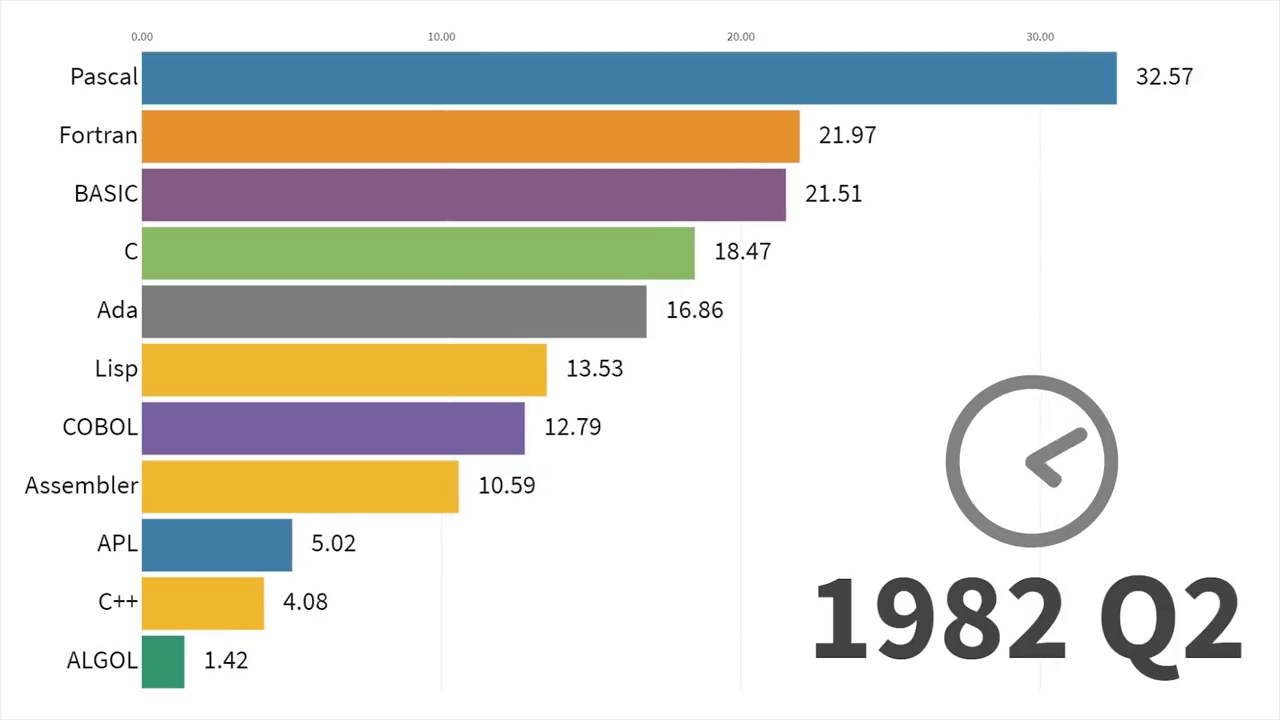 0.00 10.00 20.00 30.00
Pascal 32.57
Fortran 21.97
BASIC 21.51
C 18.47
Ada 16.86
Lisp 13.53
COBOL 12.79
Assembler 10.59
APL 5.02
C++ 4.08
ALGOL 1.42
1982 Q2